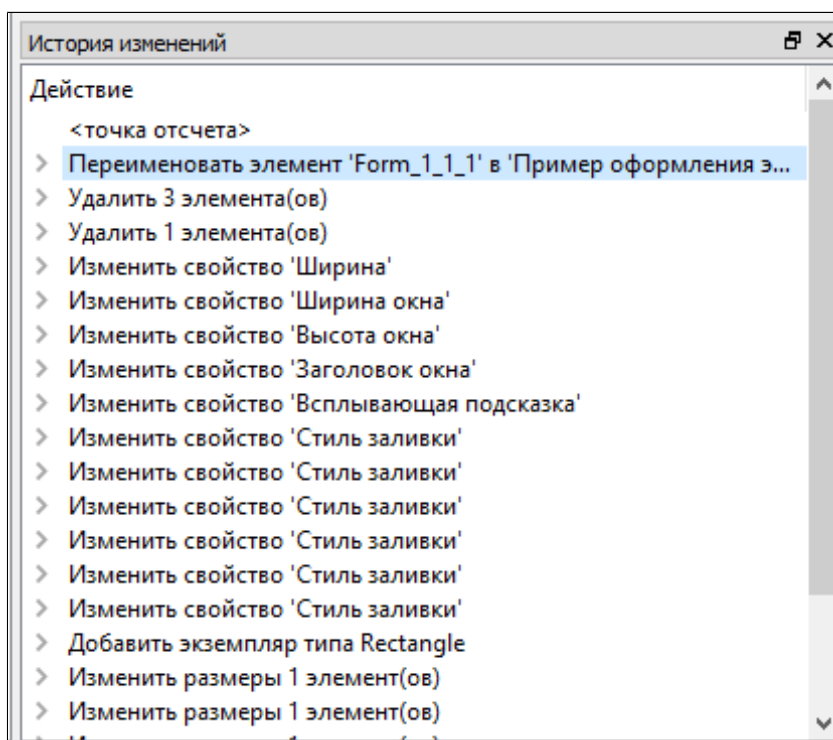 История изменений
Действие
<точка отсчета>
Переименовать элемент 'Form_1_1_1' в 'Пример оформления э...
Удалить 3 элемента(ов)
Удалить 1 элемента(ов)
Изменить свойство 'Ширина'
Изменить свойство 'Ширина окна'
Изменить свойство 'Высота окна'
Изменить свойство 'Заголовок окна'
Изменить свойство 'Всплывающая подсказка'
Изменить свойство 'Стиль заливки'
Изменить свойство 'Стиль заливки'
Изменить свойство 'Стиль заливки'
Изменить свойство 'Стиль заливки'
Изменить свойство 'Стиль заливки'
Изменить свойство 'Стиль заливки'
Добавить экземпляр типа Rectangle
Изменить размеры 1 элемент(ов)
Изменить размеры 1 элемент(ов)